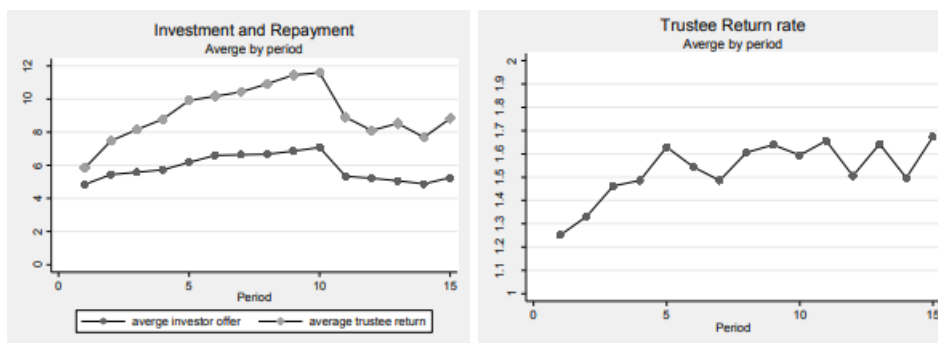 Investment and Repayment
Averge by period
12
10
8
6
4
2
0
0 5 10 15
Period
averge investor offer average trustee return
Trustee Return rate
Averge by period
2
1.9
1.8
1.7
1.6
1.5
1.4
1.3
1.2
1.1
1
0 5 10 15
Period